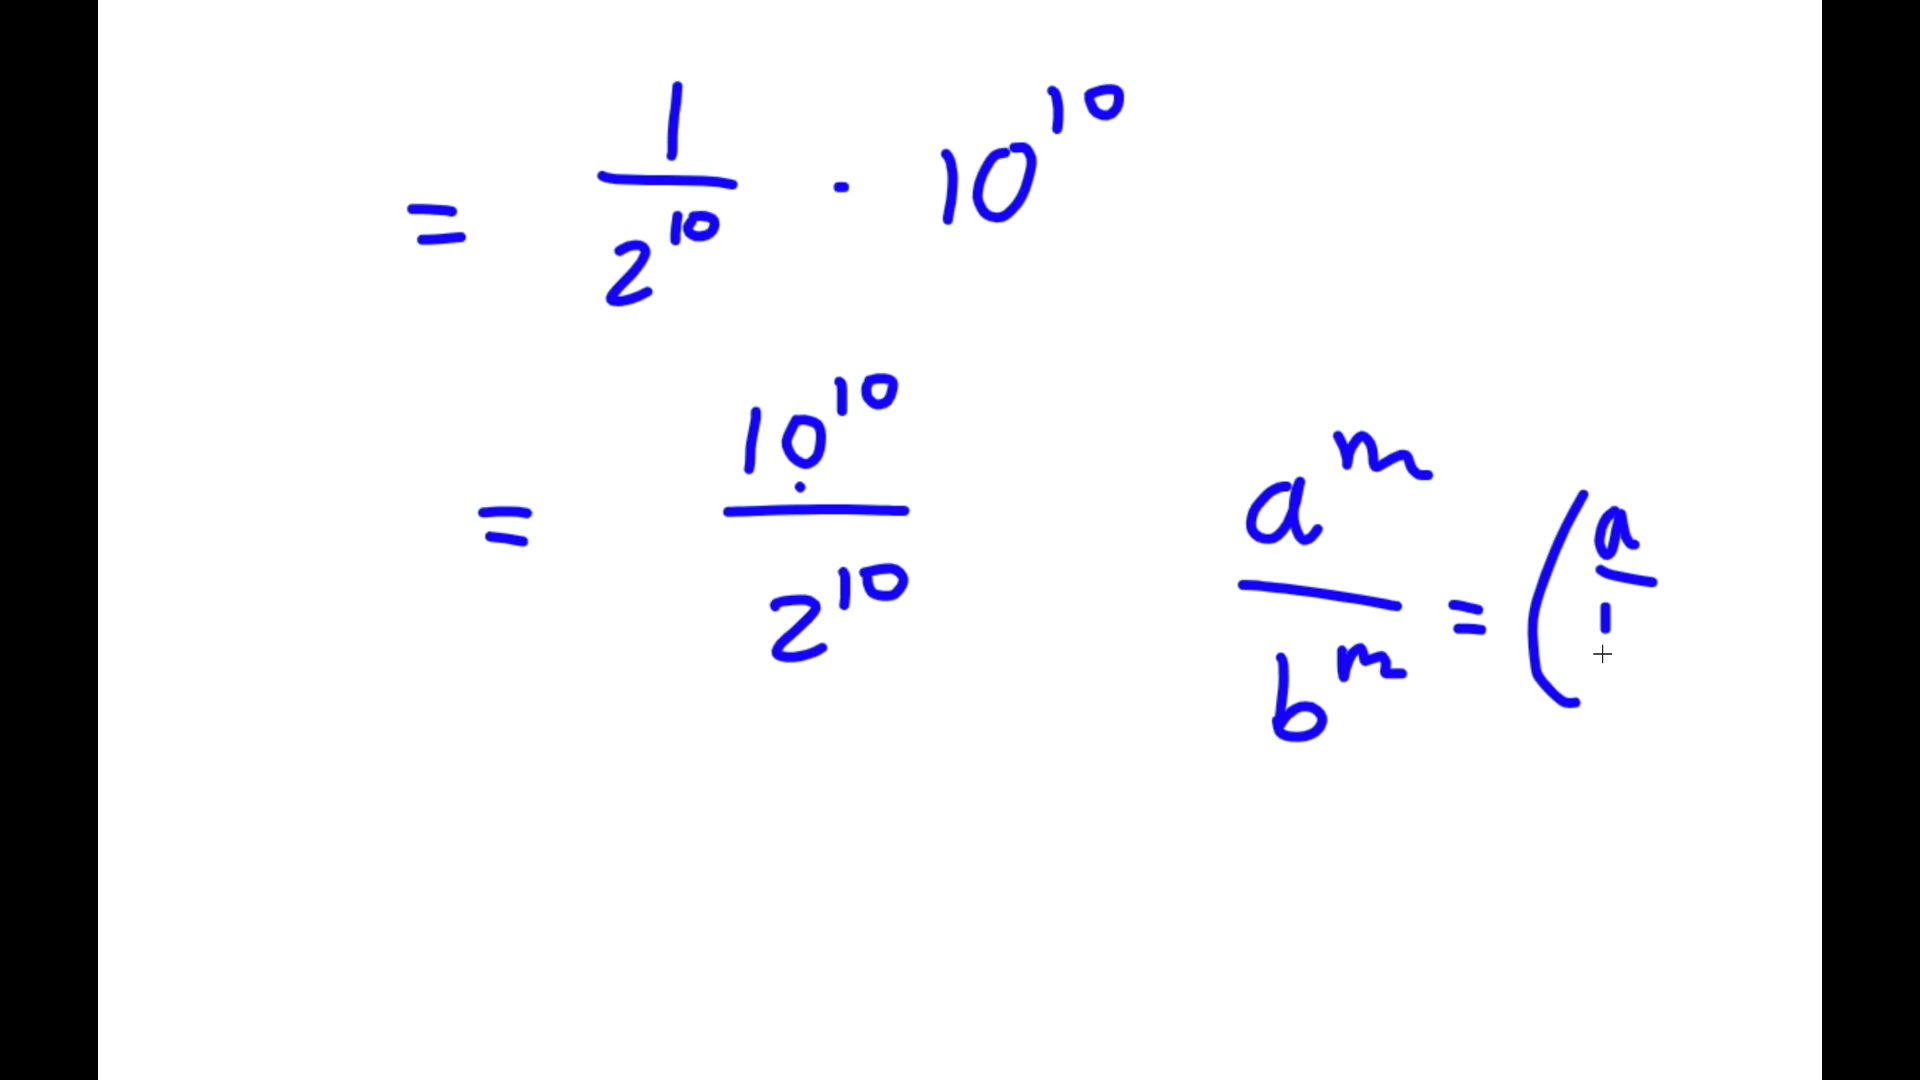 = 1/2^10 · 10^10
= 10^10/2^10
a^m/b^m = (a/